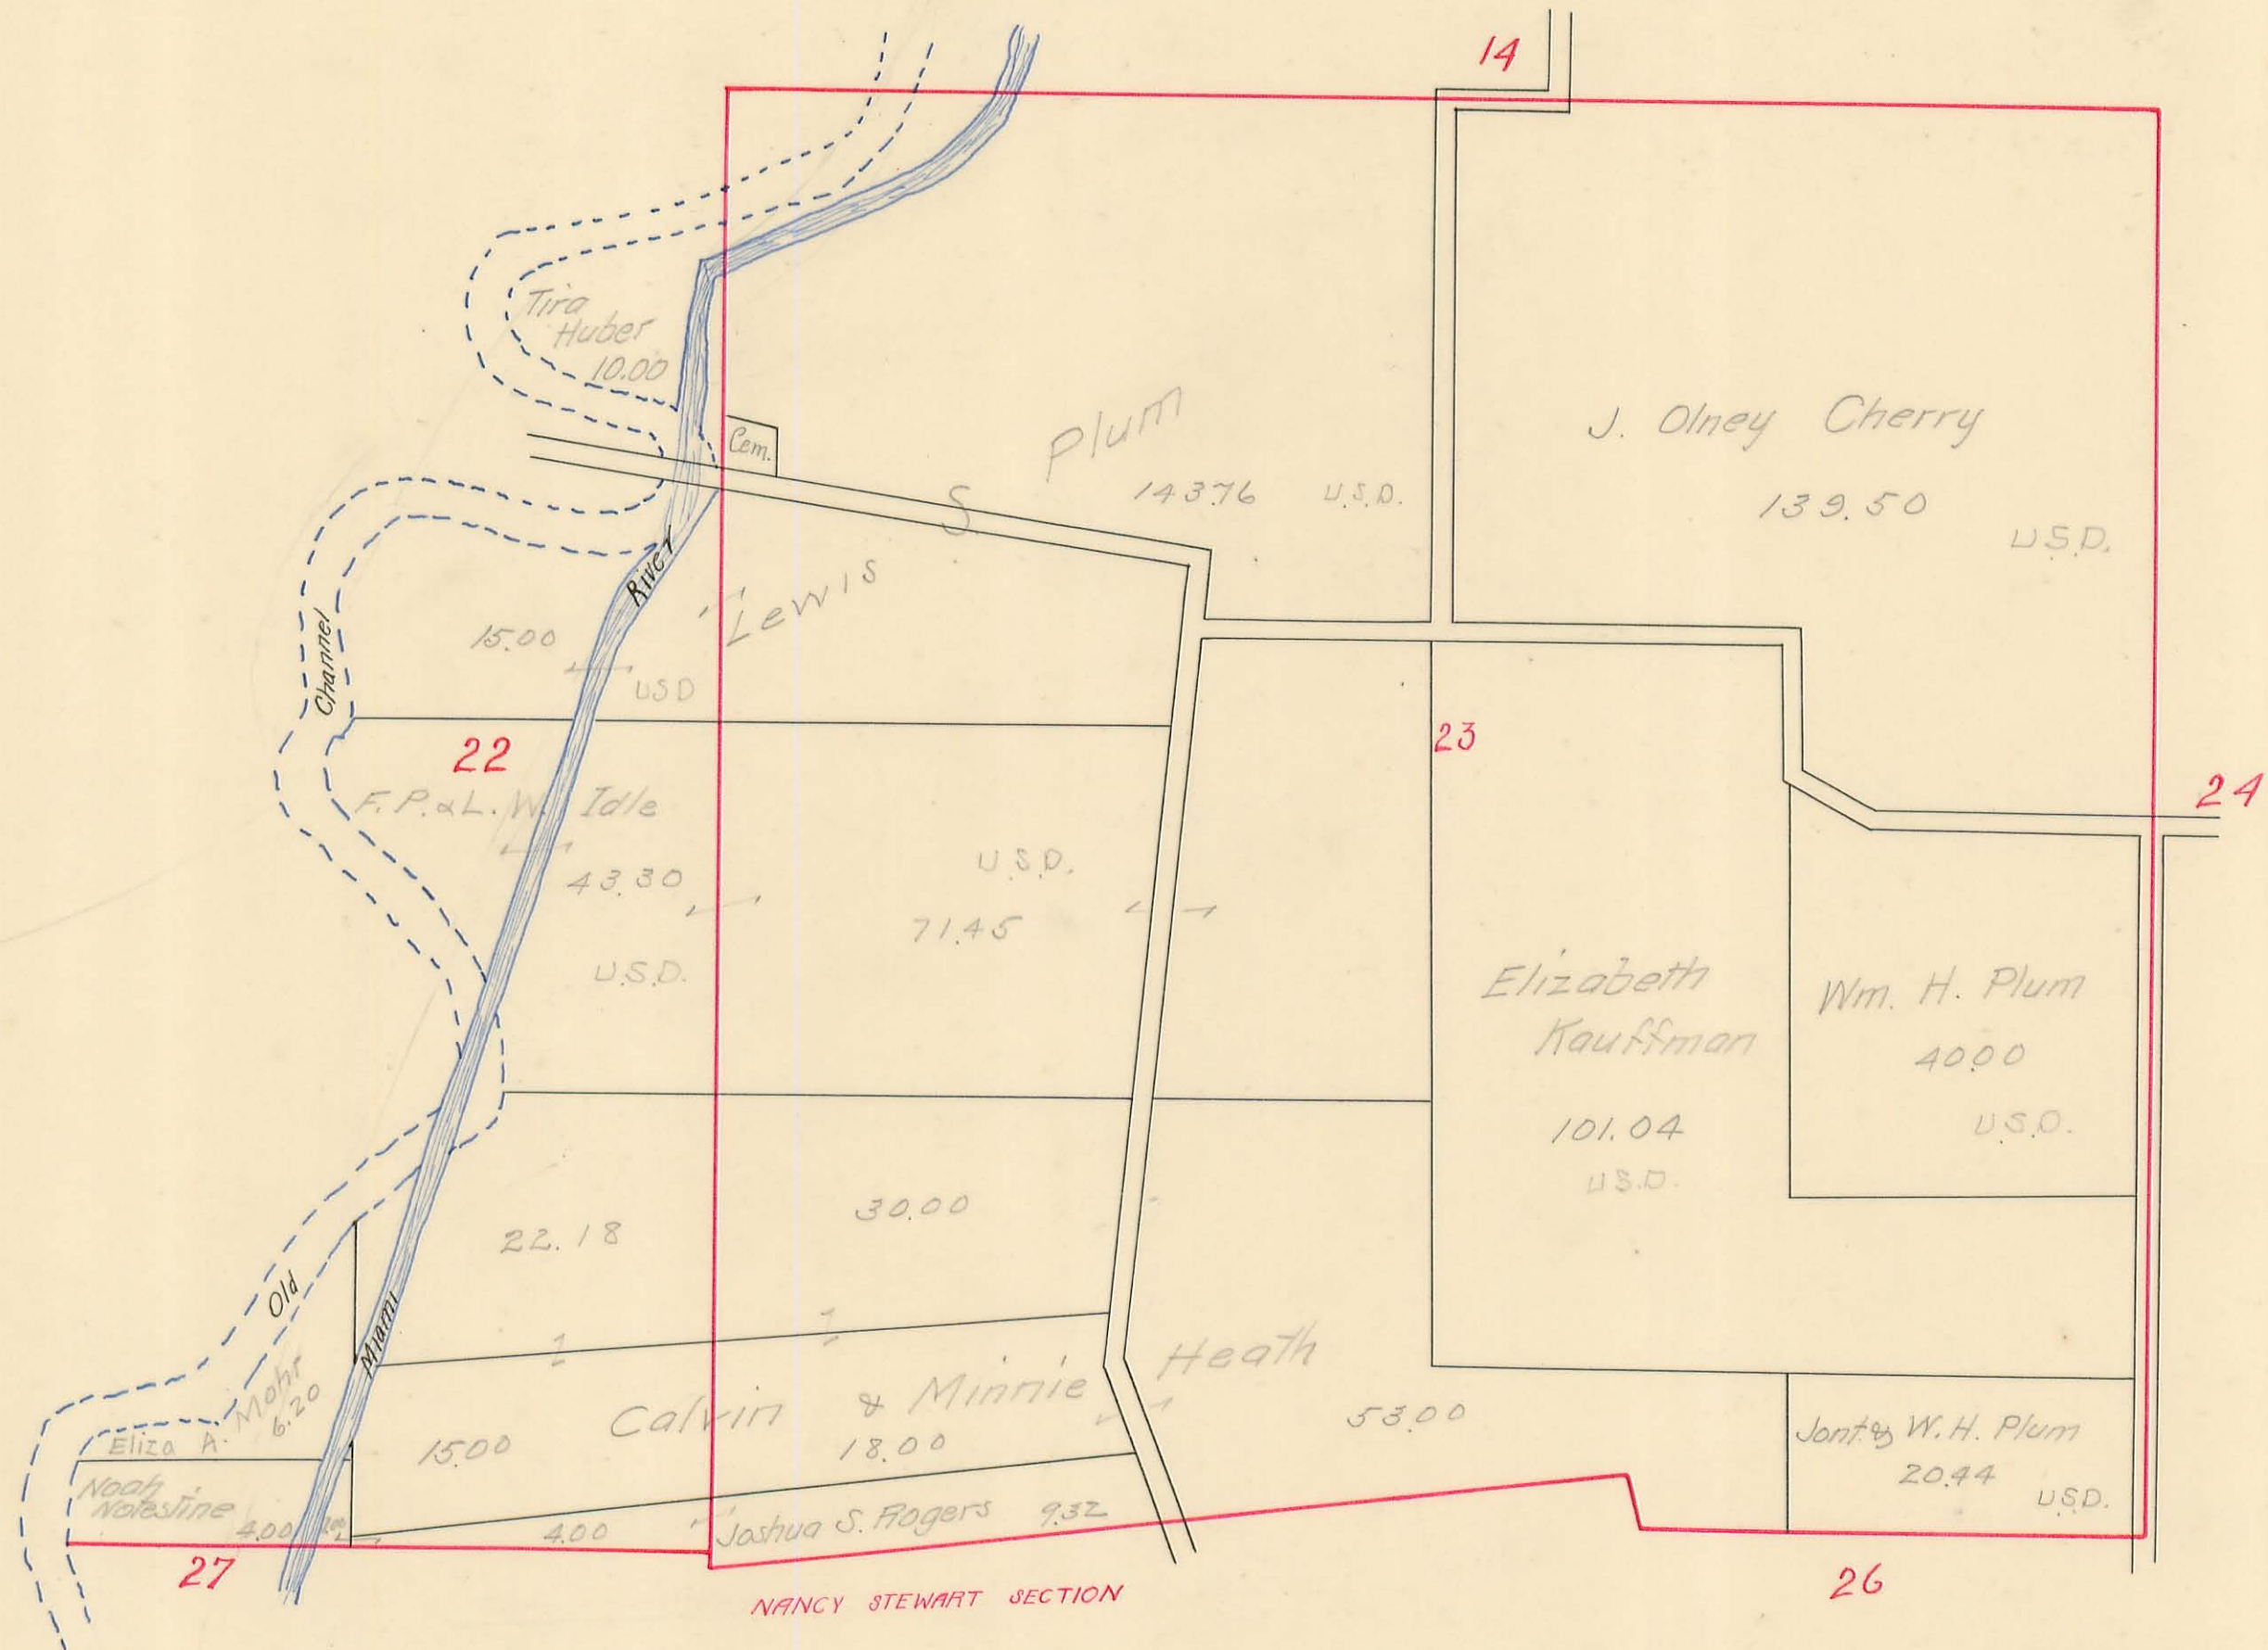 14
Tira
Huber
10.00
Cem.
Lewis S. Plum
143.76 U.S.D.
J. Olney Cherry
139.50
U.S.D.
River
15.00
USD
Channel
22
23
24
F. P. & L. W. Idle
43.30
U.S.D.
U.S.D.
71.45
Elizabeth
Kauffman
101.04
U.S.D.
Wm. H. Plum
40.00
U.S.D.
22.18
30.00
Old
Miami
Eliza A. Mohr
6.20
Calvin & Minnie Heath
15.00
18.00
53.00
Jont. & W. H. Plum
20.44
U.S.D.
Noah
Notestine
4.00
4.00
Joshua S. Rogers 9.32
27
26
NANCY STEWART SECTION